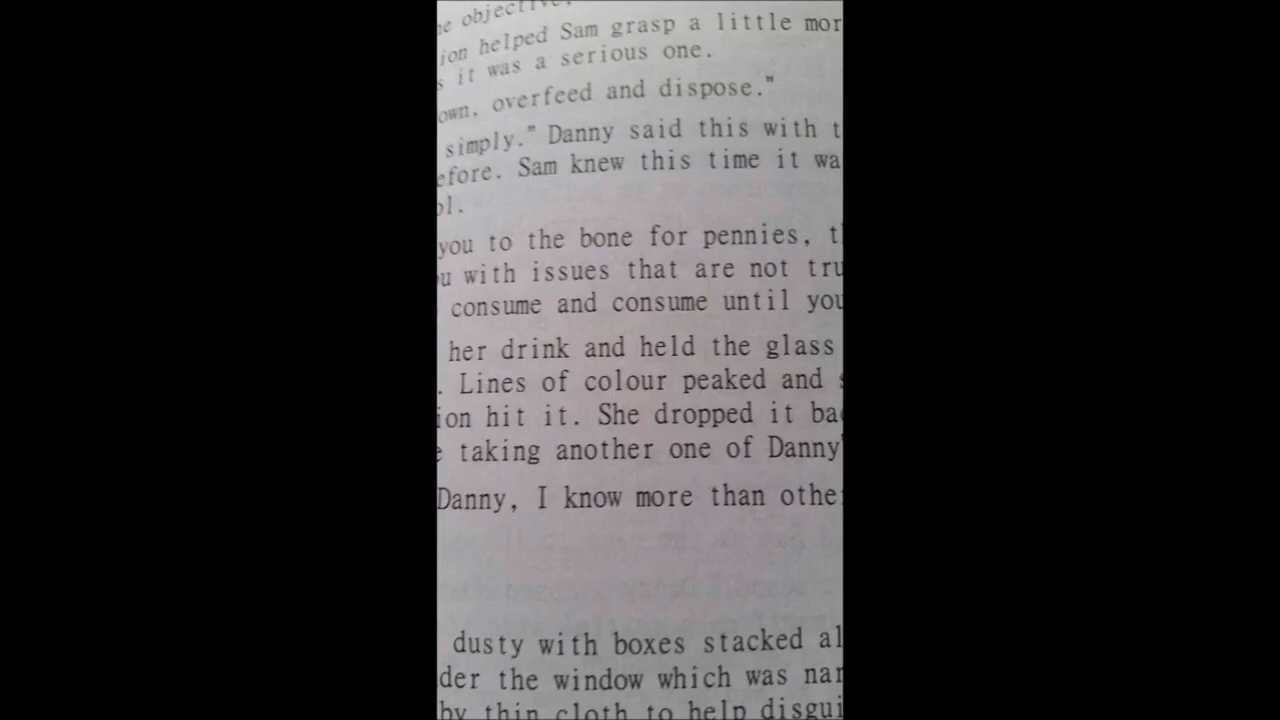 he objective,
ion helped Sam grasp a little mor
s it was a serious one.
own, overfeed and dispose."
simply." Danny said this with t
efore. Sam knew this time it wa
ol.
you to the bone for pennies, t
u with issues that are not tru
consume and consume until you
her drink and held the glass
. Lines of colour peaked and s
ion hit it. She dropped it bac
e taking another one of Danny'
Danny, I know more than other
dusty with boxes stacked al
der the window which was nar
by thin cloth to help disgui